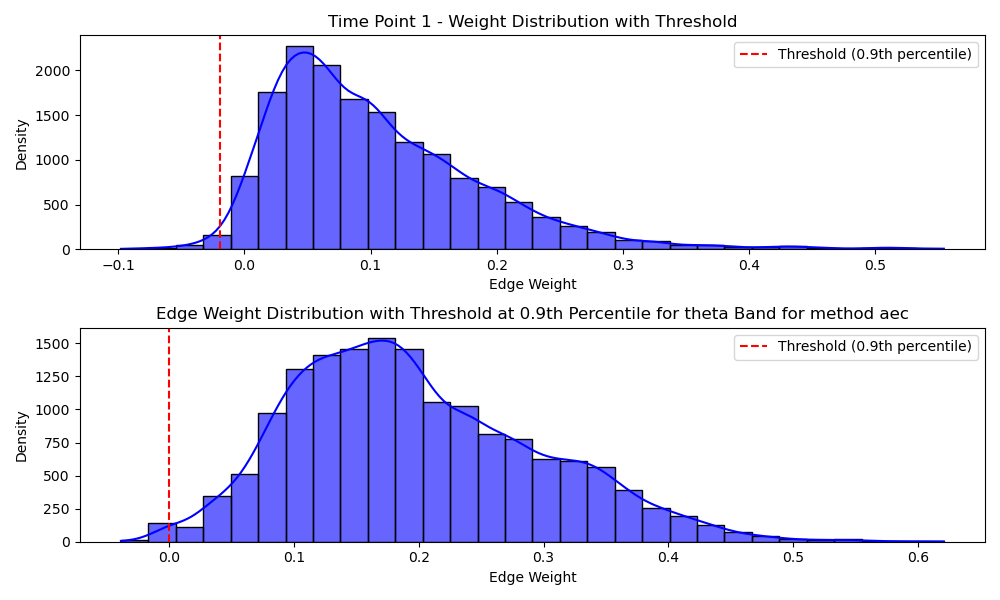 Time Point 1 - Weight Distribution with Threshold
Threshold (0.9th percentile)
2000
1500
1000
500
0
Density
−0.1 0.0 0.1 0.2 0.3 0.4 0.5
Edge Weight
Edge Weight Distribution with Threshold at 0.9th Percentile for theta Band for method aec
Threshold (0.9th percentile)
1500
1250
1000
750
500
250
0
Density
0.0 0.1 0.2 0.3 0.4 0.5 0.6
Edge Weight